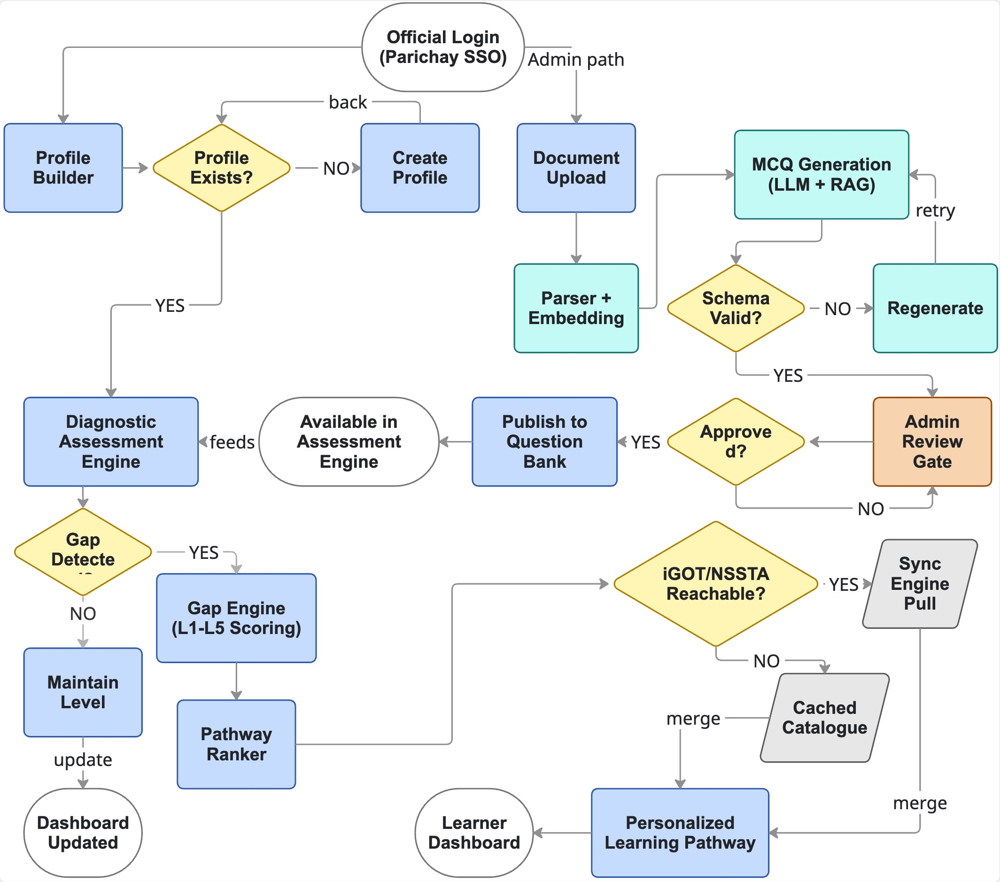 Official Login
(Parichay SSO)
Admin path
back
Profile
Builder
Profile
Exists?
NO
Create
Profile
Document
Upload
MCQ Generation
(LLM + RAG)
retry
YES
Parser +
Embedding
Schema
Valid?
NO
Regenerate
YES
Diagnostic
Assessment
Engine
feeds
Available in
Assessment
Engine
Publish to
Question
Bank
YES
Approve
d?
Admin
Review
Gate
NO
Gap
Detecte
YES
NO
Gap Engine
(L1-L5 Scoring)
iGOT/NSSTA
Reachable?
YES
Sync
Engine
Pull
NO
Maintain
Level
Pathway
Ranker
merge
Cached
Catalogue
update
merge
Dashboard
Updated
Learner
Dashboard
Personalized
Learning Pathway